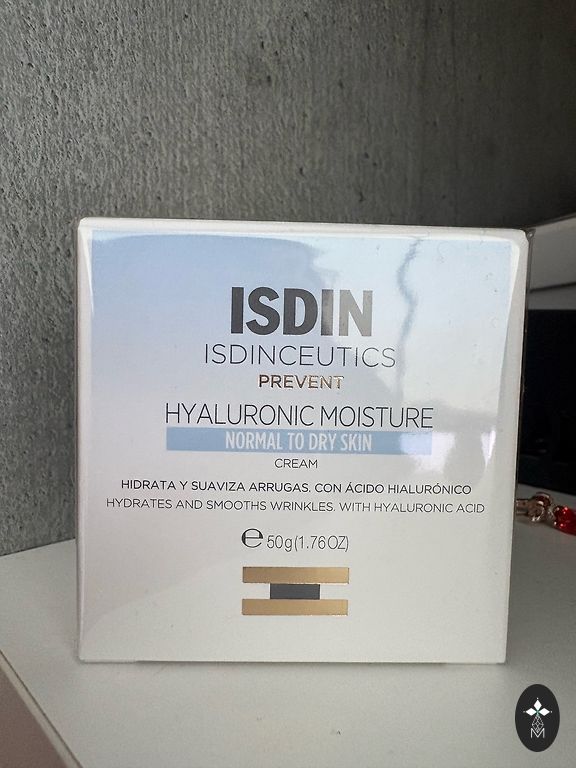 ISDIN
ISDINCEUTICS
PREVENT
HYALURONIC MOISTURE
NORMAL TO DRY SKIN
CREAM
HIDRATA Y SUAVIZA ARRUGAS. CON ÁCIDO HIALURÓNICO
HYDRATES AND SMOOTHS WRINKLES. WITH HYALURONIC ACID
℮ 50g(1.76OZ)
M